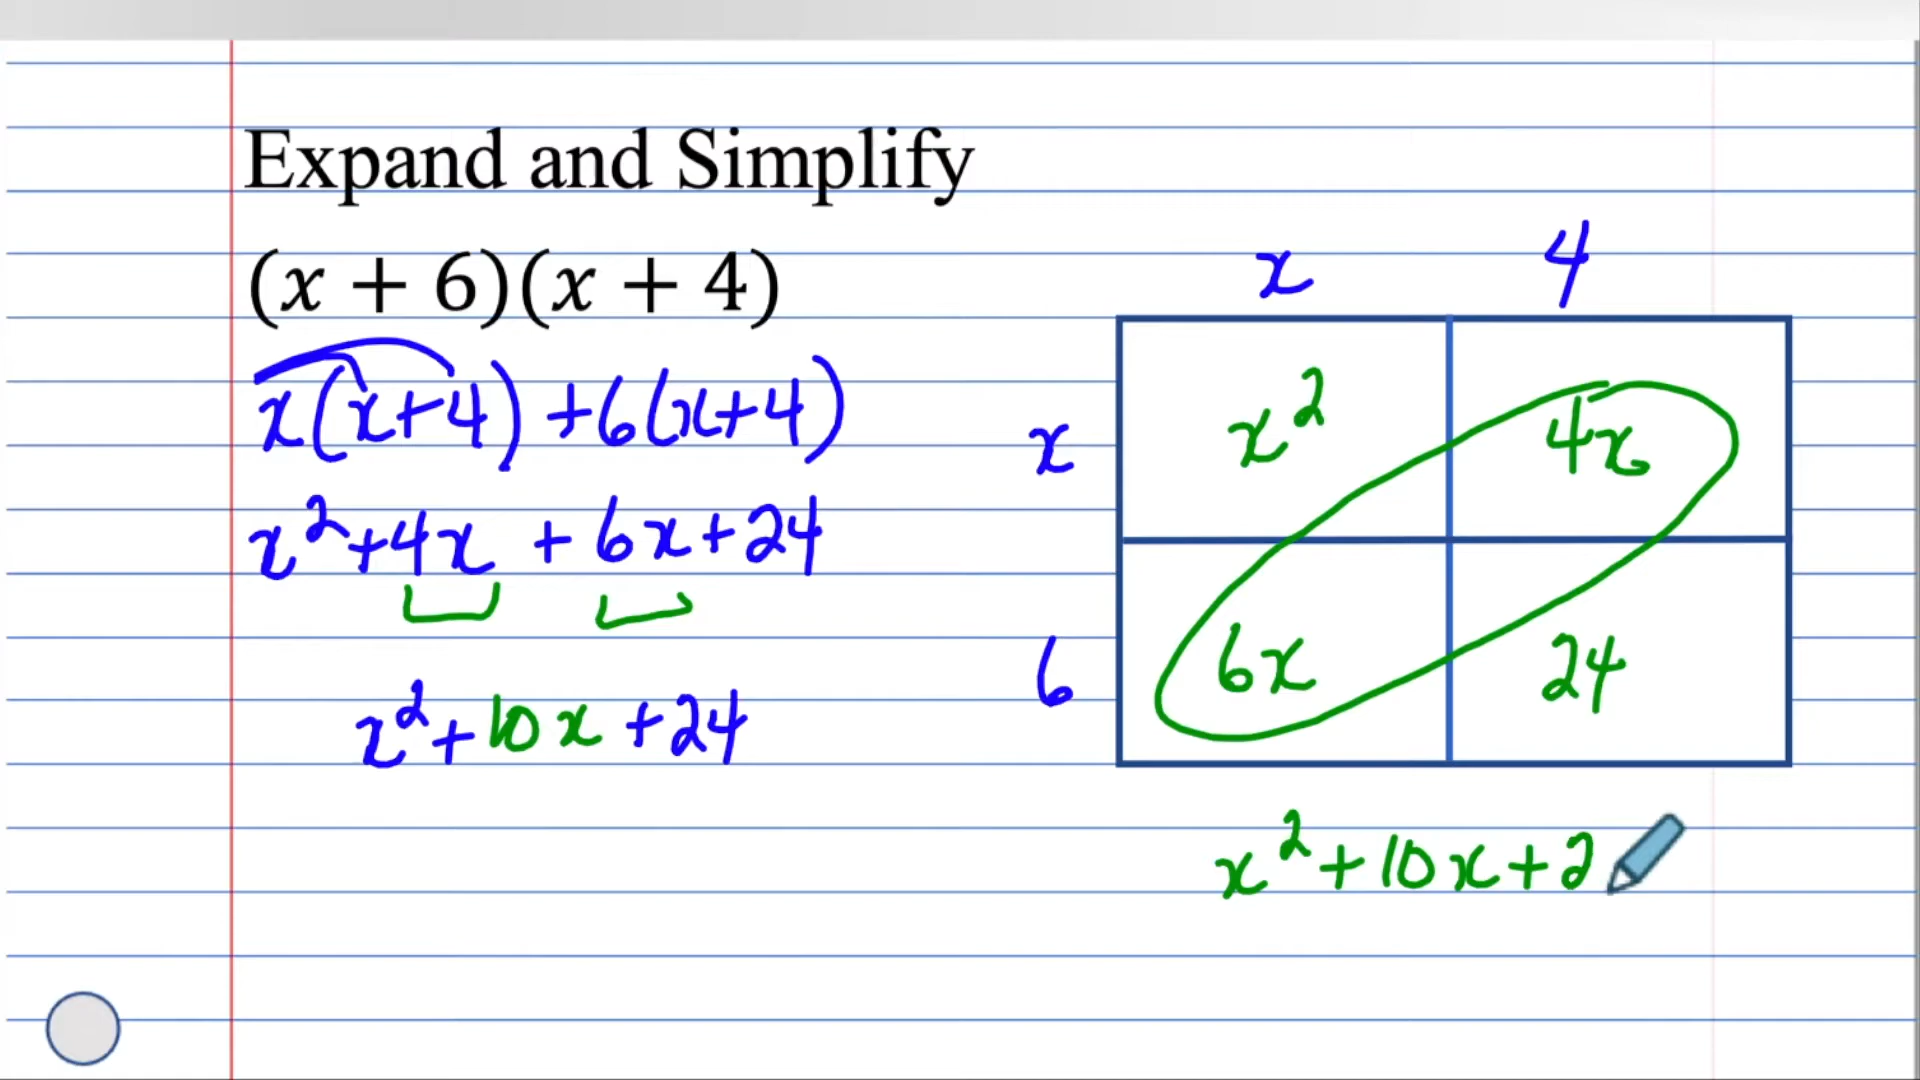 Expand and Simplify
(x + 6)(x + 4)
x(x+4) +6(x+4)
x²+4x + 6x+24
x²+10x +24
x 4
x x² 4x
6 6x 24
x²+10x+2